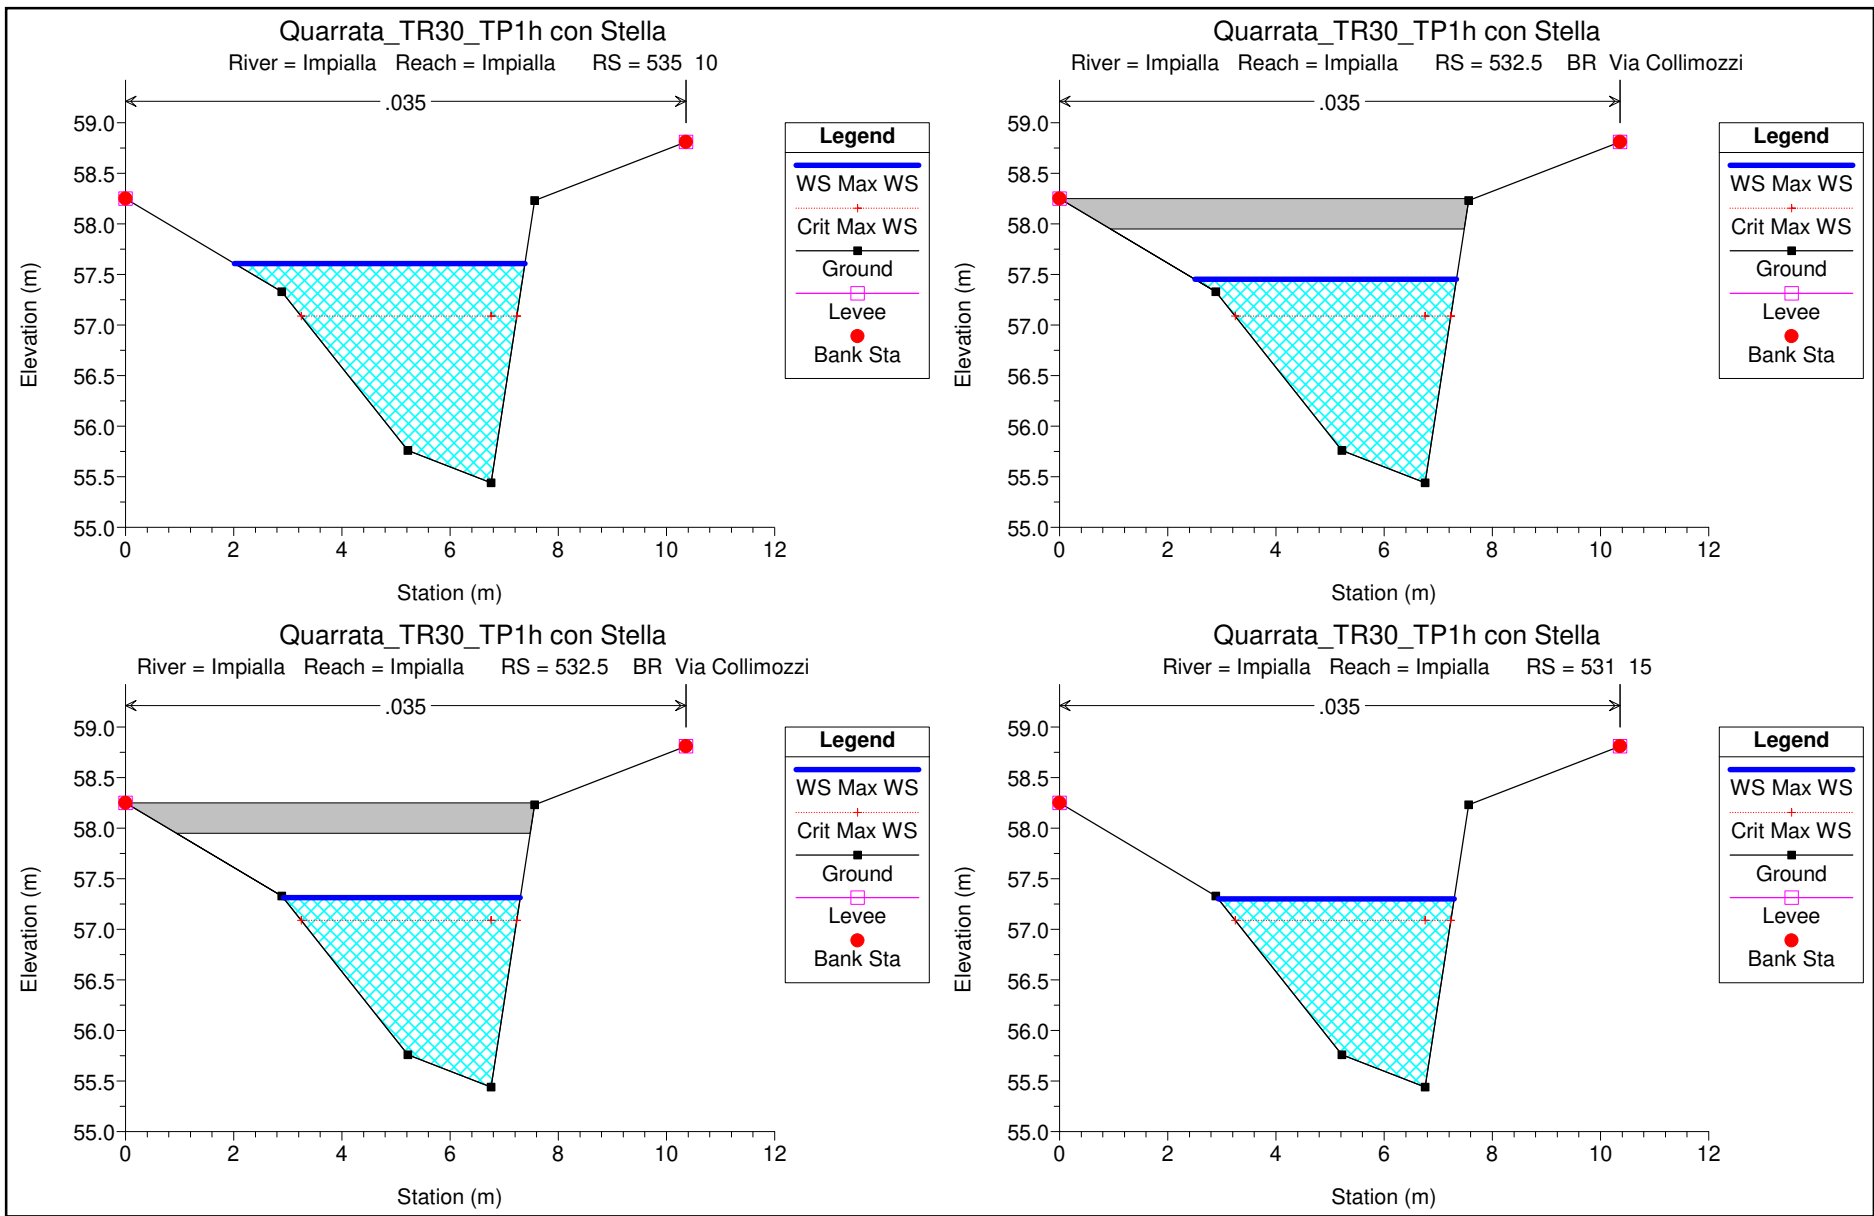 Quarrata_TR30_TP1h con Stella
River = Impialla Reach = Impialla RS = 535 10
.035
59.0
58.5
58.0
57.5
57.0
56.5
56.0
55.5
55.0
0 2 4 6 8 10 12
Station (m)
Elevation (m)
Legend
WS Max WS
Crit Max WS
Ground
Levee
Bank Sta
Quarrata_TR30_TP1h con Stella
River = Impialla Reach = Impialla RS = 532.5 BR Via Collimozzi
.035
59.0
58.5
58.0
57.5
57.0
56.5
56.0
55.5
55.0
0 2 4 6 8 10 12
Station (m)
Elevation (m)
Legend
WS Max WS
Crit Max WS
Ground
Levee
Bank Sta
Quarrata_TR30_TP1h con Stella
River = Impialla Reach = Impialla RS = 532.5 BR Via Collimozzi
.035
59.0
58.5
58.0
57.5
57.0
56.5
56.0
55.5
55.0
0 2 4 6 8 10 12
Station (m)
Elevation (m)
Legend
WS Max WS
Crit Max WS
Ground
Levee
Bank Sta
Quarrata_TR30_TP1h con Stella
River = Impialla Reach = Impialla RS = 531 15
.035
59.0
58.5
58.0
57.5
57.0
56.5
56.0
55.5
55.0
0 2 4 6 8 10 12
Station (m)
Elevation (m)
Legend
WS Max WS
Crit Max WS
Ground
Levee
Bank Sta